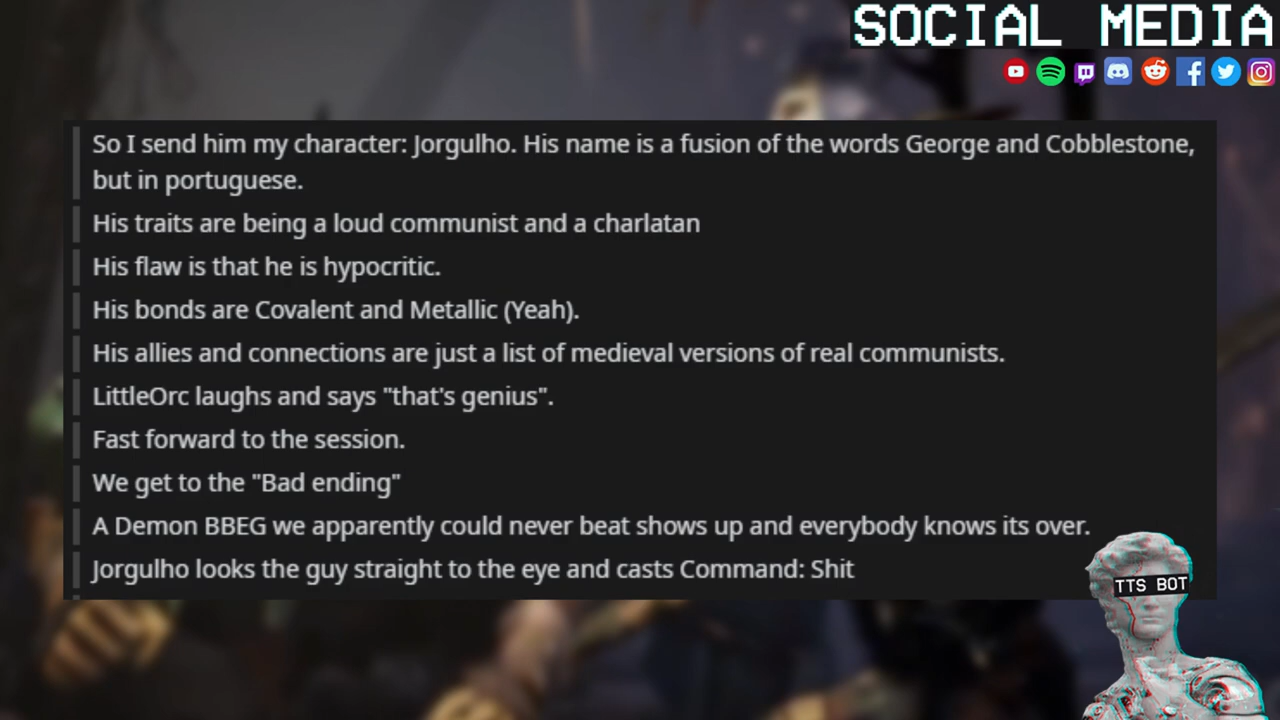 SOCIAL MEDIA
So I send him my character: Jorgulho. His name is a fusion of the words George and Cobblestone,
but in portuguese.
His traits are being a loud communist and a charlatan
His flaw is that he is hypocritic.
His bonds are Covalent and Metallic (Yeah).
His allies and connections are just a list of medieval versions of real communists.
LittleOrc laughs and says "that's genius".
Fast forward to the session.
We get to the "Bad ending"
A Demon BBEG we apparently could never beat shows up and everybody knows its over.
Jorgulho looks the guy straight to the eye and casts Command: Shit
TTS BOT